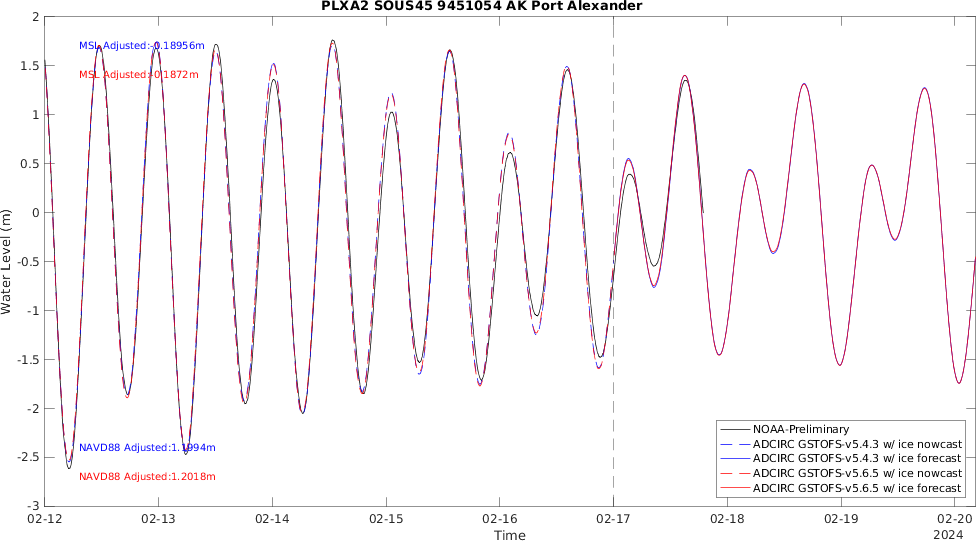 PLXA2 SOUS45 9451054 AK Port Alexander
MSL Adjusted:-0.18956m
MSL Adjusted:-0.1872m
NAVD88 Adjusted:1.1994m
NAVD88 Adjusted:1.2018m
Water Level (m)
2
1.5
1
0.5
0
-0.5
-1
-1.5
-2
-2.5
-3
NOAA-Preliminary
ADCIRC GSTOFS-v5.4.3 w/ ice nowcast
ADCIRC GSTOFS-v5.4.3 w/ ice forecast
ADCIRC GSTOFS-v5.6.5 w/ ice nowcast
ADCIRC GSTOFS-v5.6.5 w/ ice forecast
02-12 02-13 02-14 02-15 02-16 02-17 02-18 02-19 02-20
Time
2024